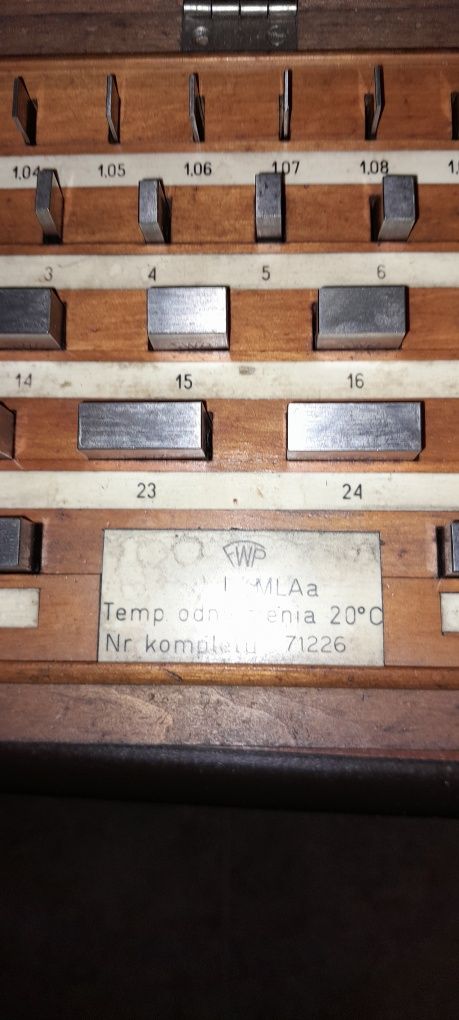 1,04 1,05 1,06 1,07 1,08
3 4 5 6
14 15 16
23 24
FWP
MLAa
Temp 20°C
Nr kompletu 71226